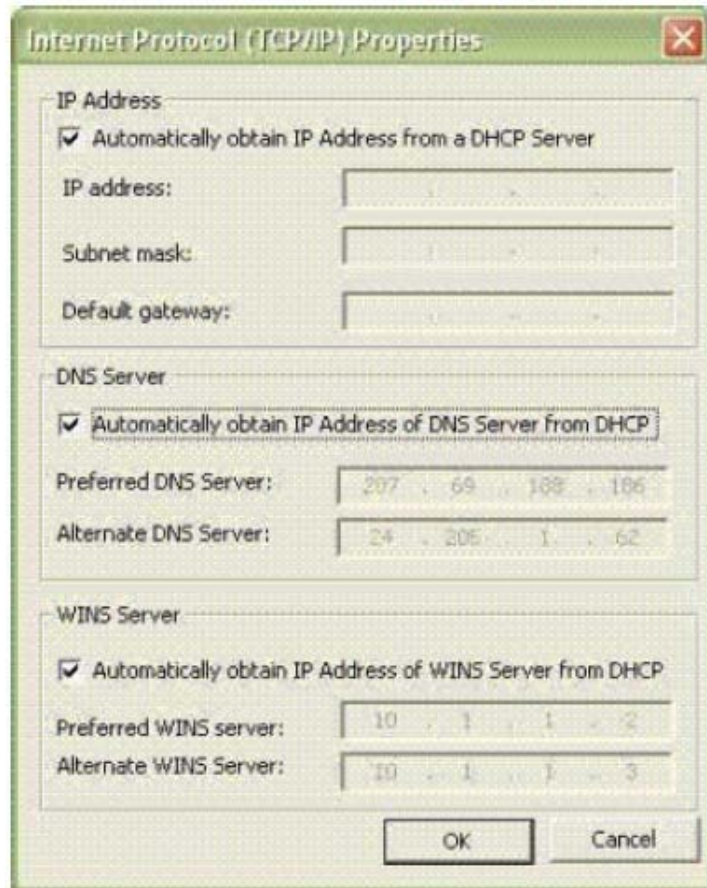 Internet Protocol (TCP/IP) Properties
IP Address
Automatically obtain IP Address from a DHCP Server
IP address:
Subnet mask:
Default gateway:
DNS Server
Automatically obtain IP Address of DNS Server from DHCP
Preferred DNS Server: 207 . 69 . 188 . 186
Alternate DNS Server: 24 . 205 . 1 . 62
WINS Server
Automatically obtain IP Address of WINS Server from DHCP
Preferred WINS server: 10 . 1 . 1 . 2
Alternate WINS Server: 10 . 1 . 1 . 3
OK Cancel